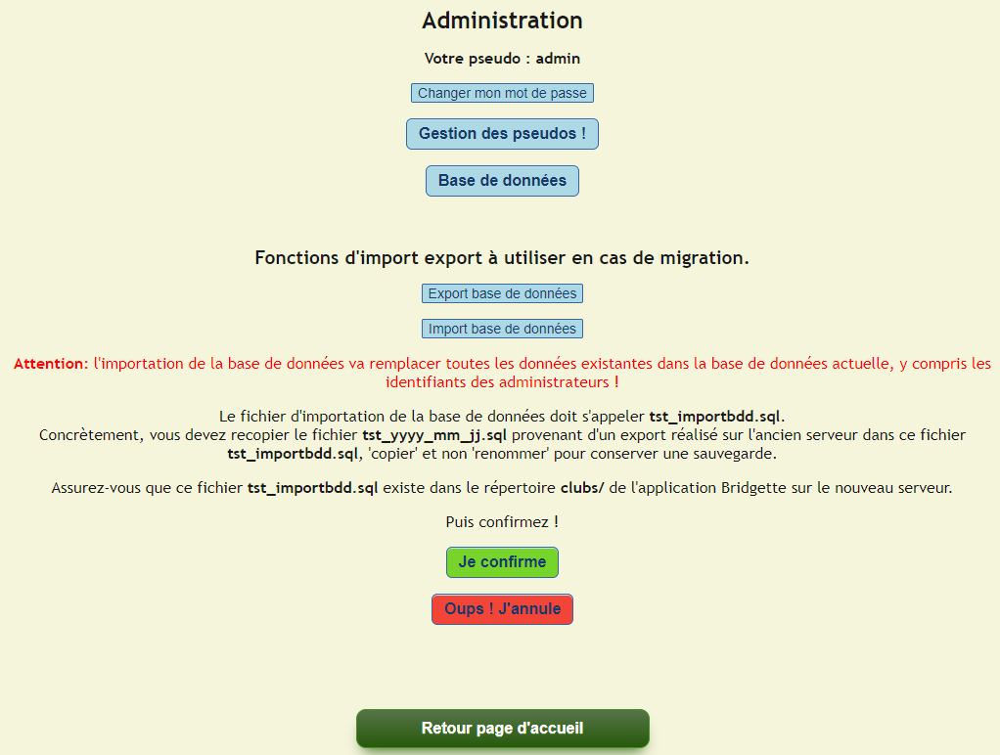 Administration
Votre pseudo : admin
Changer mon mot de passe
Gestion des pseudos !
Base de données
Fonctions d'import export à utiliser en cas de migration.
Export base de données
Import base de données
Attention: l'importation de la base de données va remplacer toutes les données existantes dans la base de données actuelle, y compris les
identifiants des administrateurs !
Le fichier d'importation de la base de données doit s'appeler tst_importbdd.sql.
Concrètement, vous devez recopier le fichier tst_yyyy_mm_jj.sql provenant d'un export réalisé sur l'ancien serveur dans ce fichier
tst_importbdd.sql, 'copier' et non 'renommer' pour conserver une sauvegarde.
Assurez-vous que ce fichier tst_importbdd.sql existe dans le répertoire clubs/ de l'application Bridgette sur le nouveau serveur.
Puis confirmez !
Je confirme
Oups ! J'annule
Retour page d'accueil